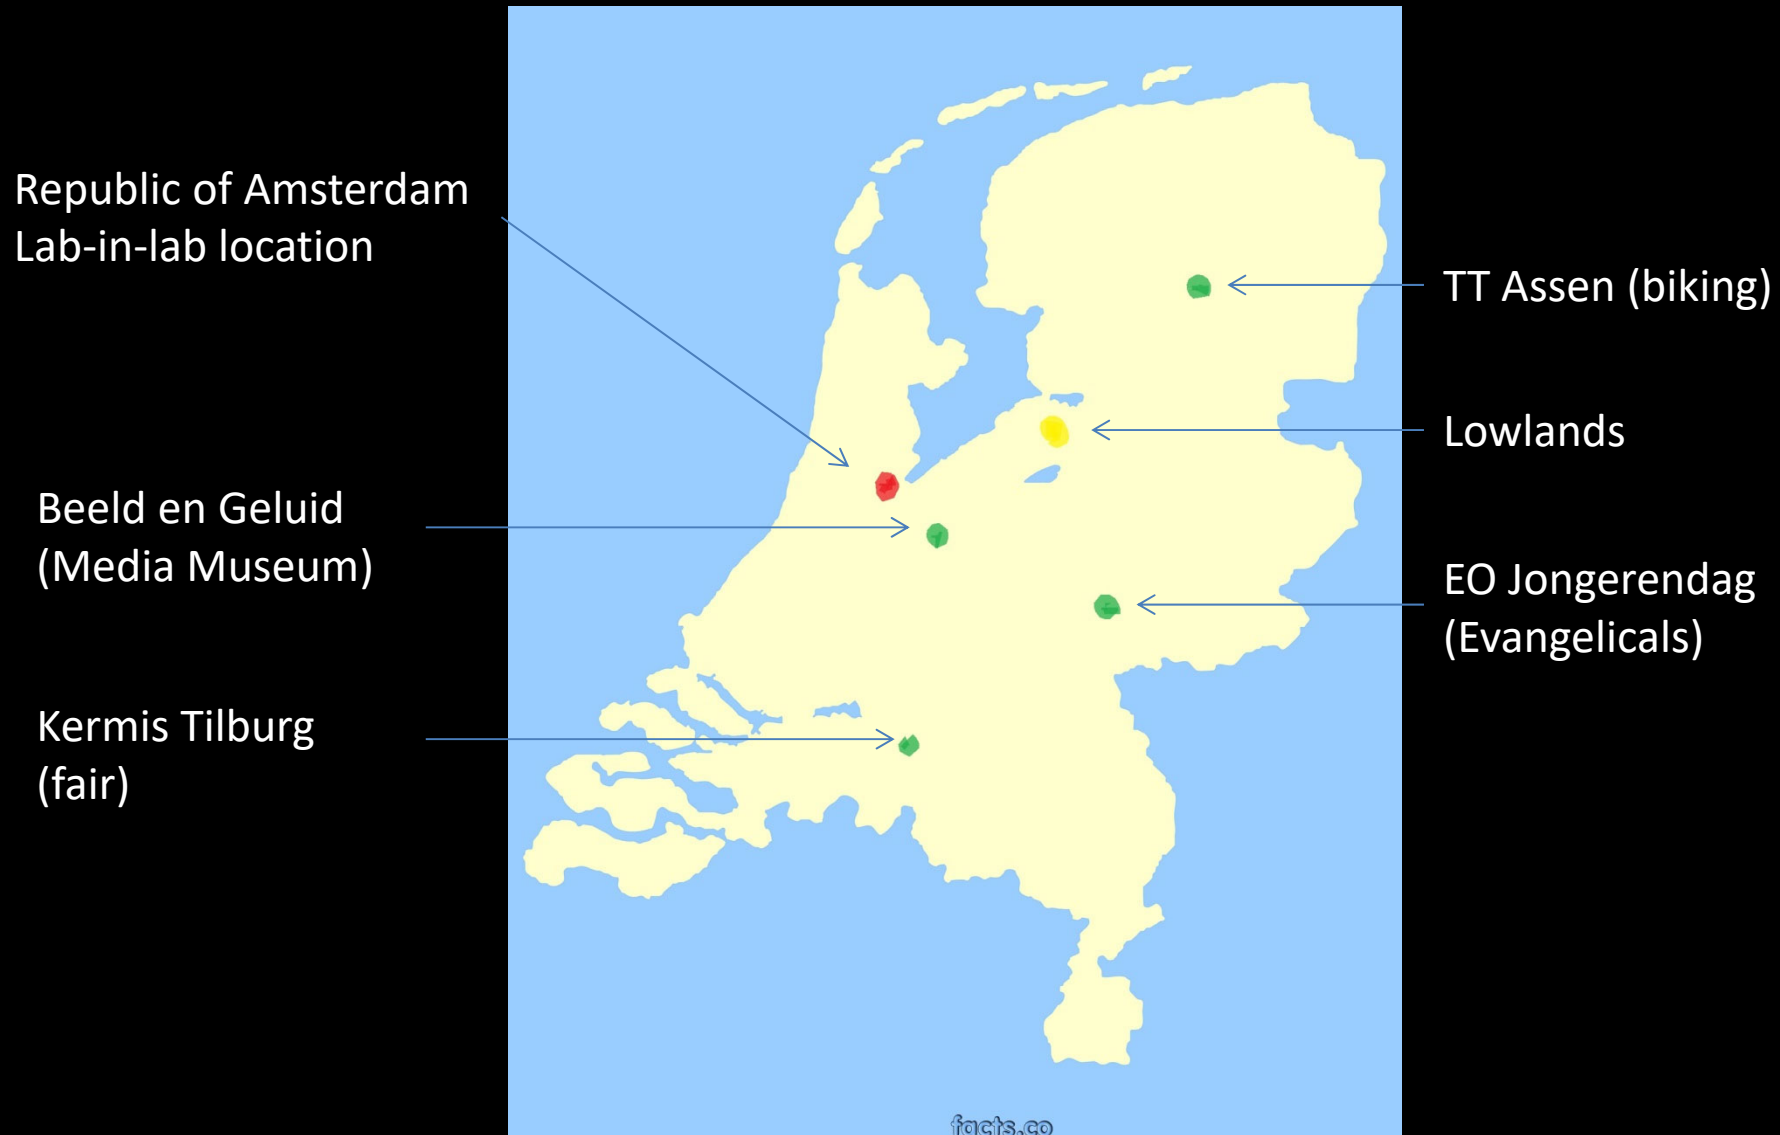 Republic of Amsterdam
Lab-in-lab location
Beeld en Geluid
(Media Museum)
Kermis Tilburg
(fair)
TT Assen (biking)
Lowlands
EO Jongerendag
(Evangelicals)
facts.co